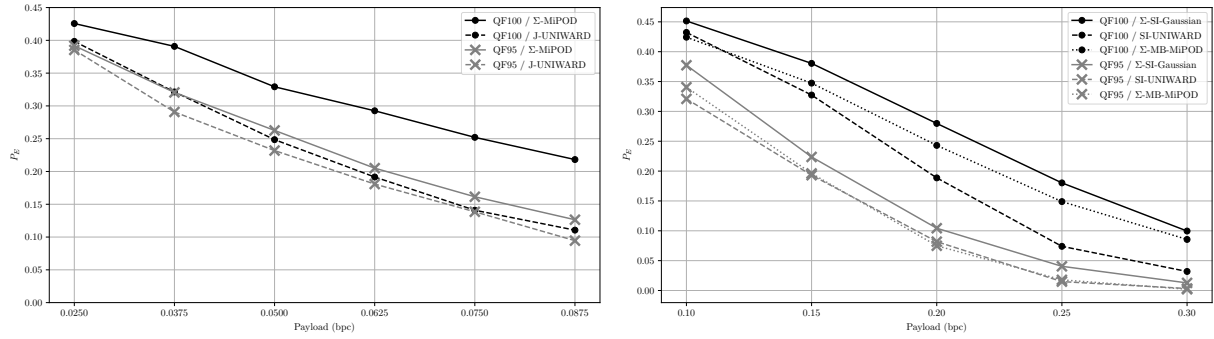 0.45
0.40
0.35
0.30
0.25
0.20
0.15
0.10
0.05
0.00
P_E
QF100 / Σ-MiPOD
QF100 / J-UNIWARD
QF95 / Σ-MiPOD
QF95 / J-UNIWARD
0.0250 0.0375 0.0500 0.0625 0.0750 0.0875
Payload (bpc)
0.45
0.40
0.35
0.30
0.25
0.20
0.15
0.10
0.05
0.00
P_E
QF100 / Σ-SI-Gaussian
QF100 / SI-UNIWARD
QF100 / Σ-MB-MiPOD
QF95 / Σ-SI-Gaussian
QF95 / SI-UNIWARD
QF95 / Σ-MB-MiPOD
0.10 0.15 0.20 0.25 0.30
Payload (bpc)